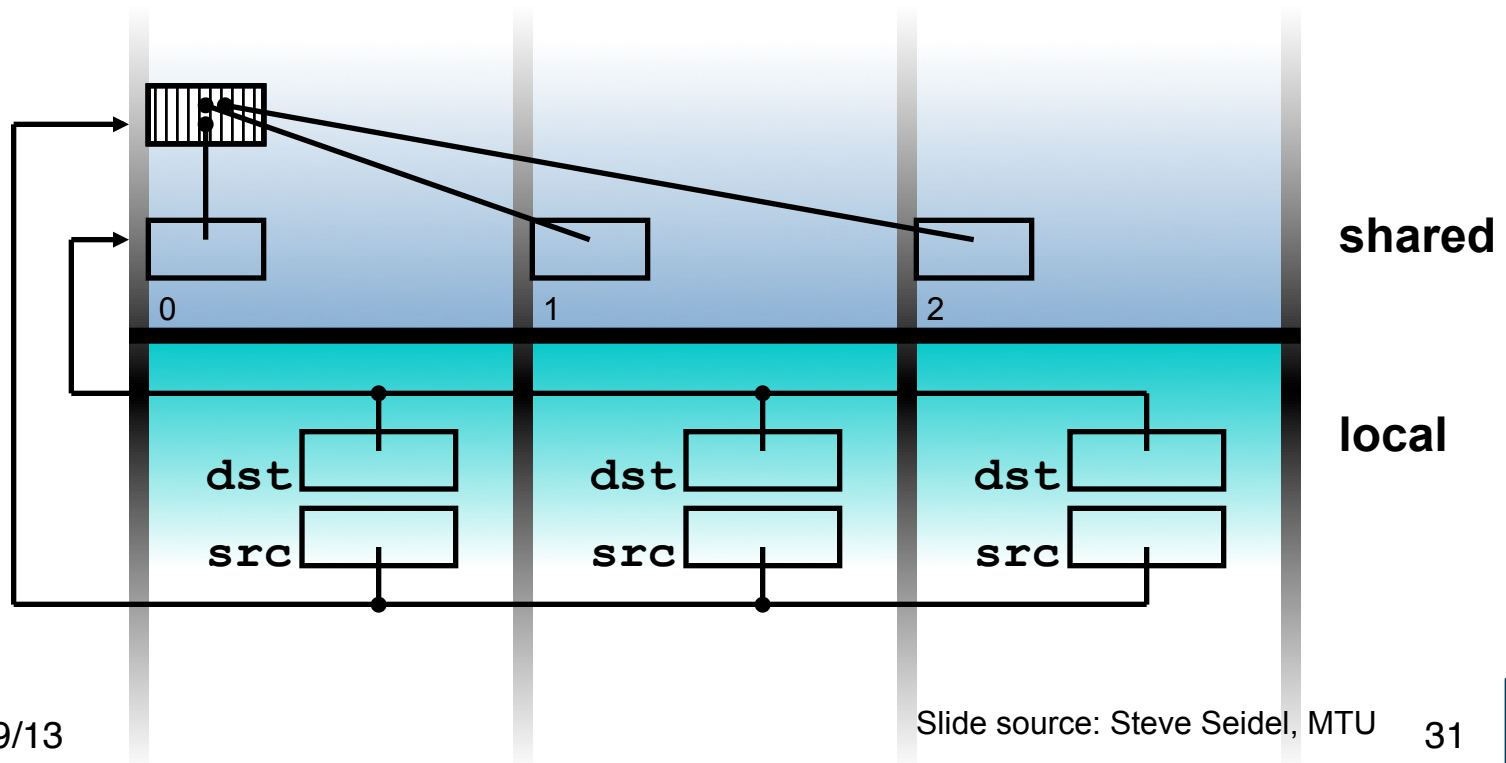 shared
0 1 2
local
dst dst dst
src src src
9/13
Slide source: Steve Seidel, MTU 31